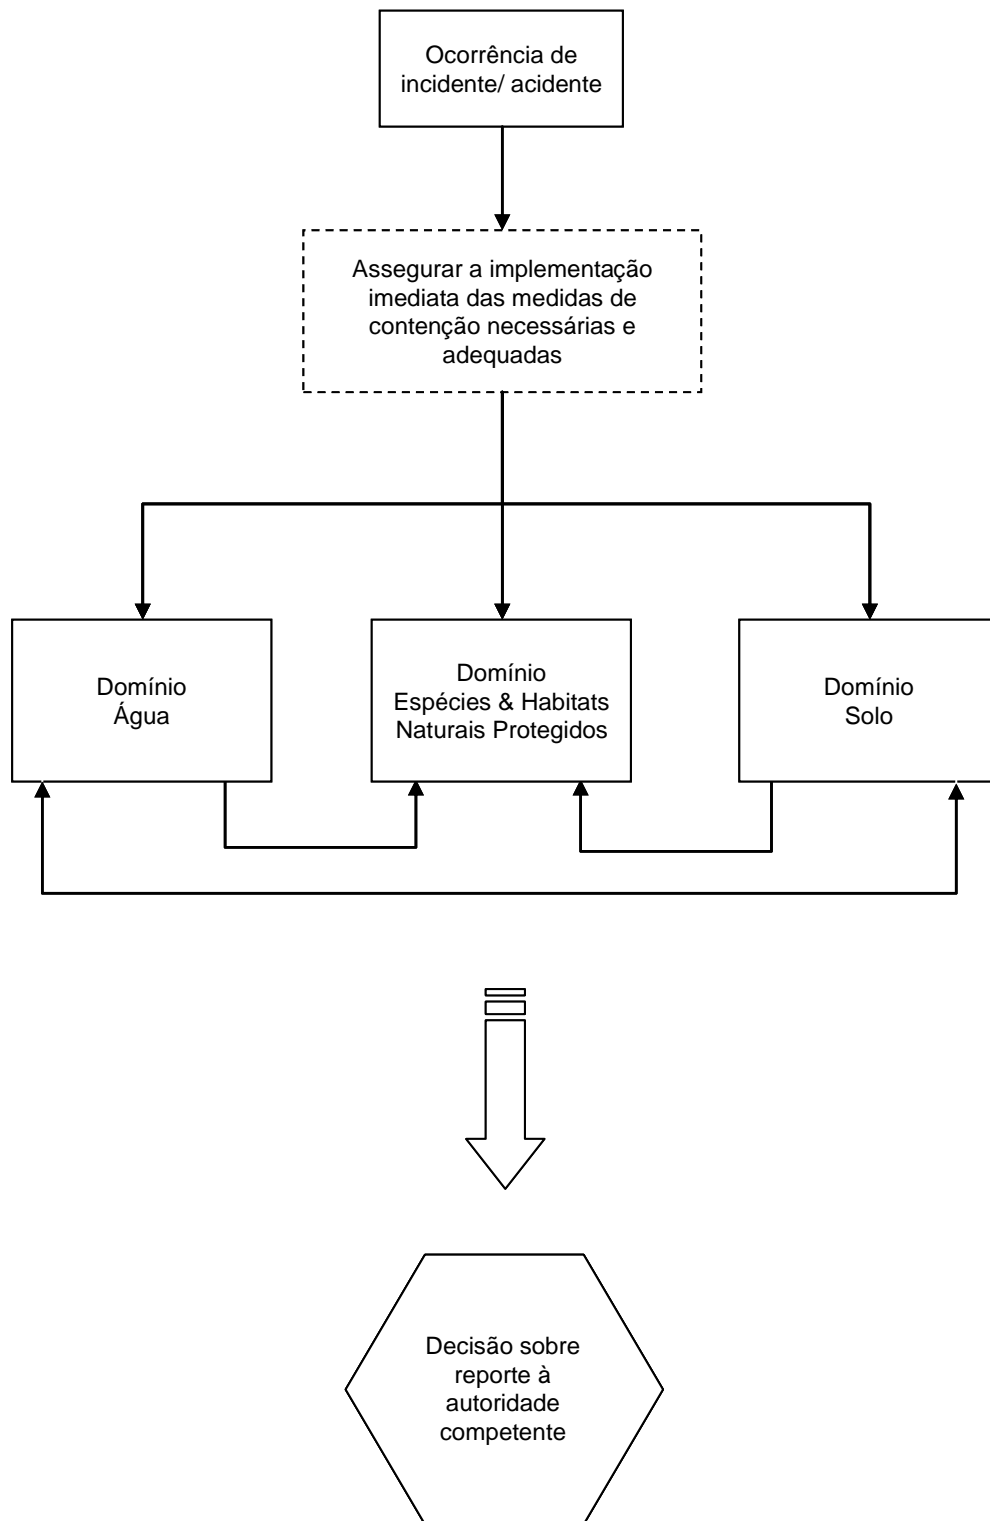 Ocorrência de
incidente/ acidente
Assegurar a implementação
imediata das medidas de
contenção necessárias e
adequadas
Domínio
Água
Domínio
Espécies & Habitats
Naturais Protegidos
Domínio
Solo
Decisão sobre
reporte à
autoridade
competente